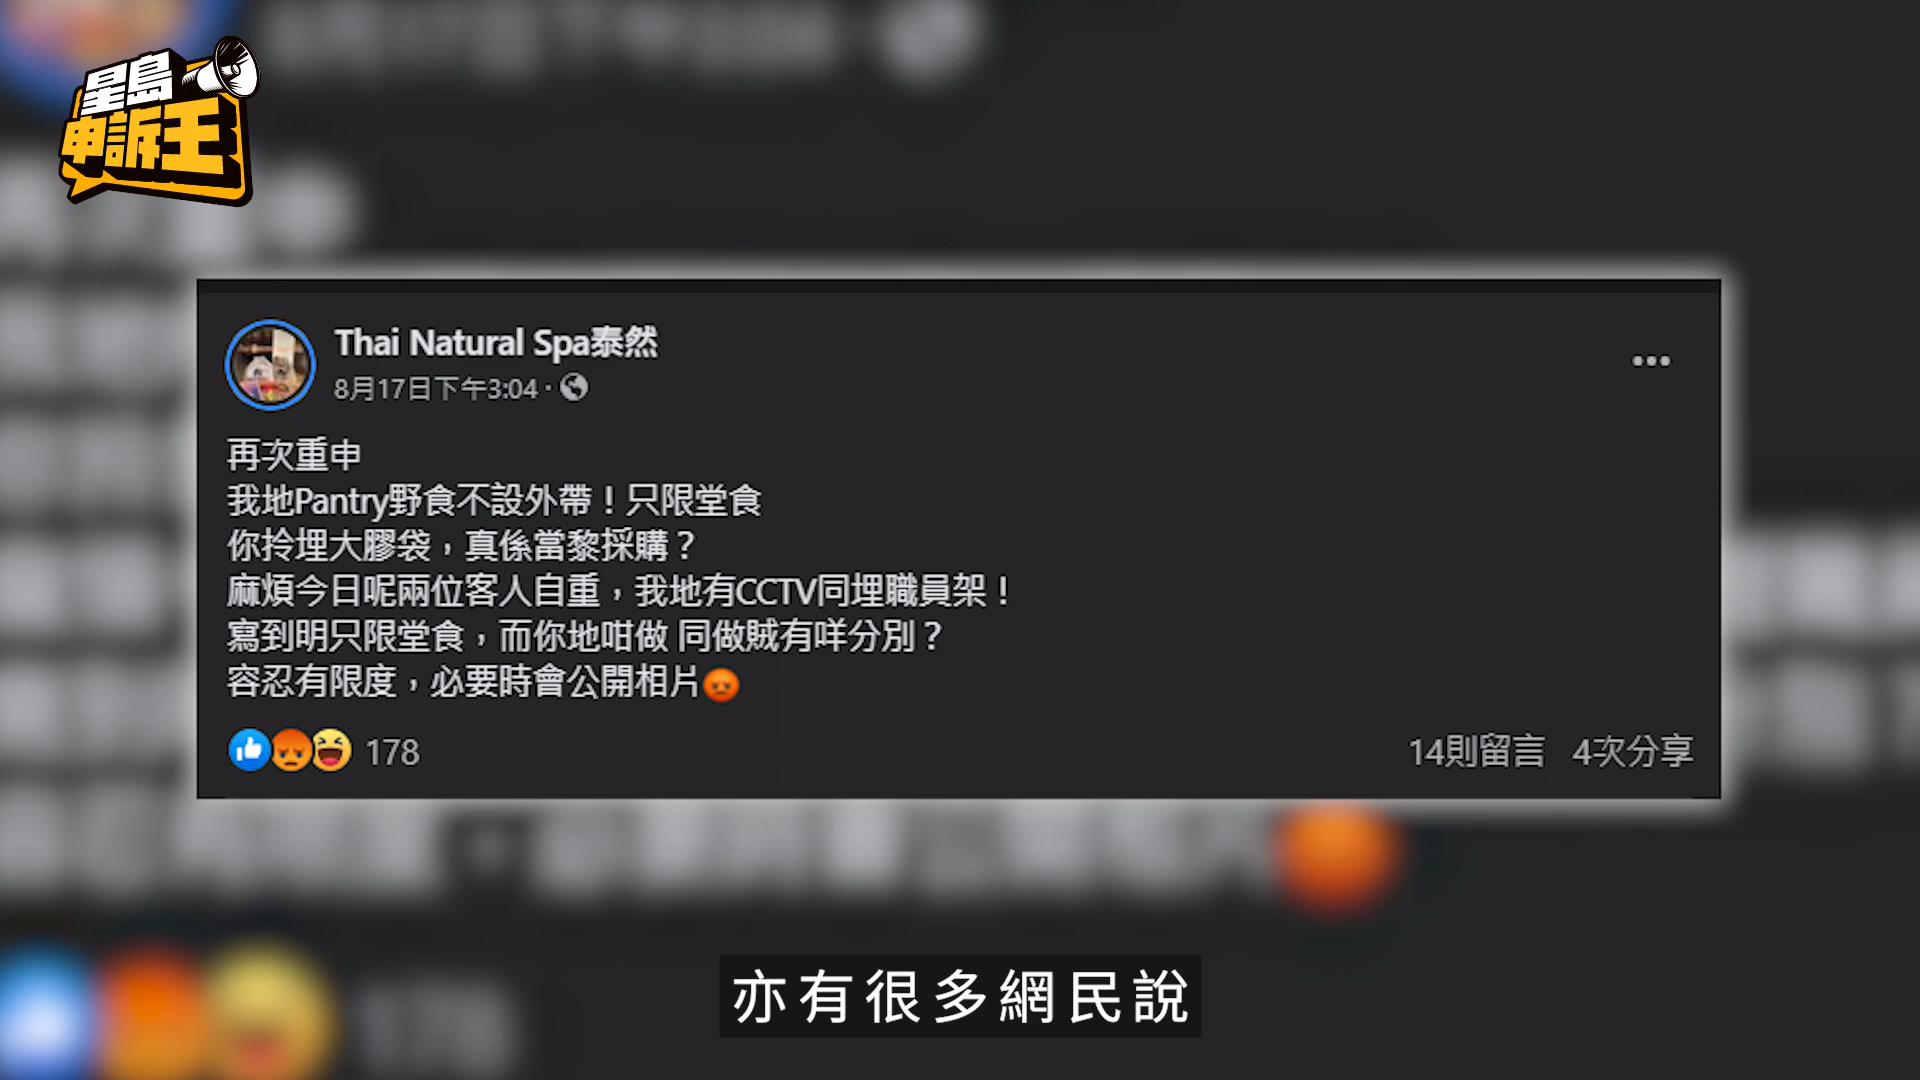 星島
申訴王
Thai Natural Spa泰然
8月17日下午3:04 ·
再次重申
我地Pantry野食不設外帶！只限堂食
你拎埋大膠袋，真係當黎採購？
麻煩今日呢兩位客人自重，我地有CCTV同埋職員架！
寫到明只限堂食，而你地咁做 同做賊有咩分別？
容忍有限度，必要時會公開相片😡
178
14則留言 4次分享
亦有很多網民說